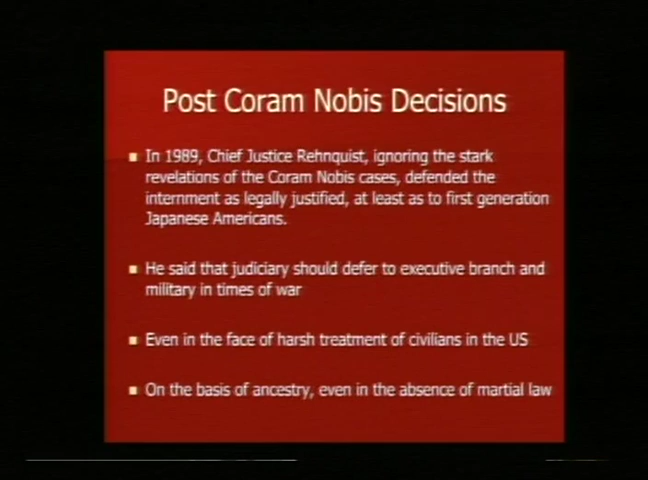 Post Coram Nobis Decisions
In 1989, Chief Justice Rehnquist, ignoring the stark
revelations of the Coram Nobis cases, defended the
internment as legally justified, at least as to first generation
Japanese Americans.
He said that judiciary should defer to executive branch and
military in times of war
Even in the face of harsh treatment of civilians in the US
On the basis of ancestry, even in the absence of martial law